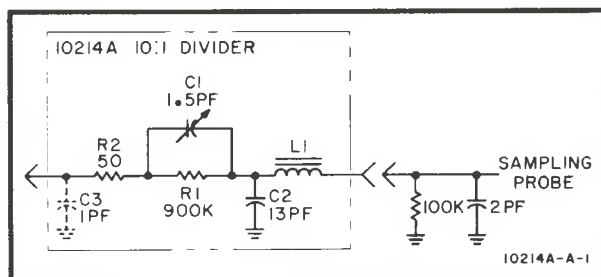 10214A 10:1 DIVIDER
C1
1.5PF
R2
50
L1
R1
900K
C2
13PF
C3
1PF
SAMPLING
PROBE
100K
2PF
10214A-A-1